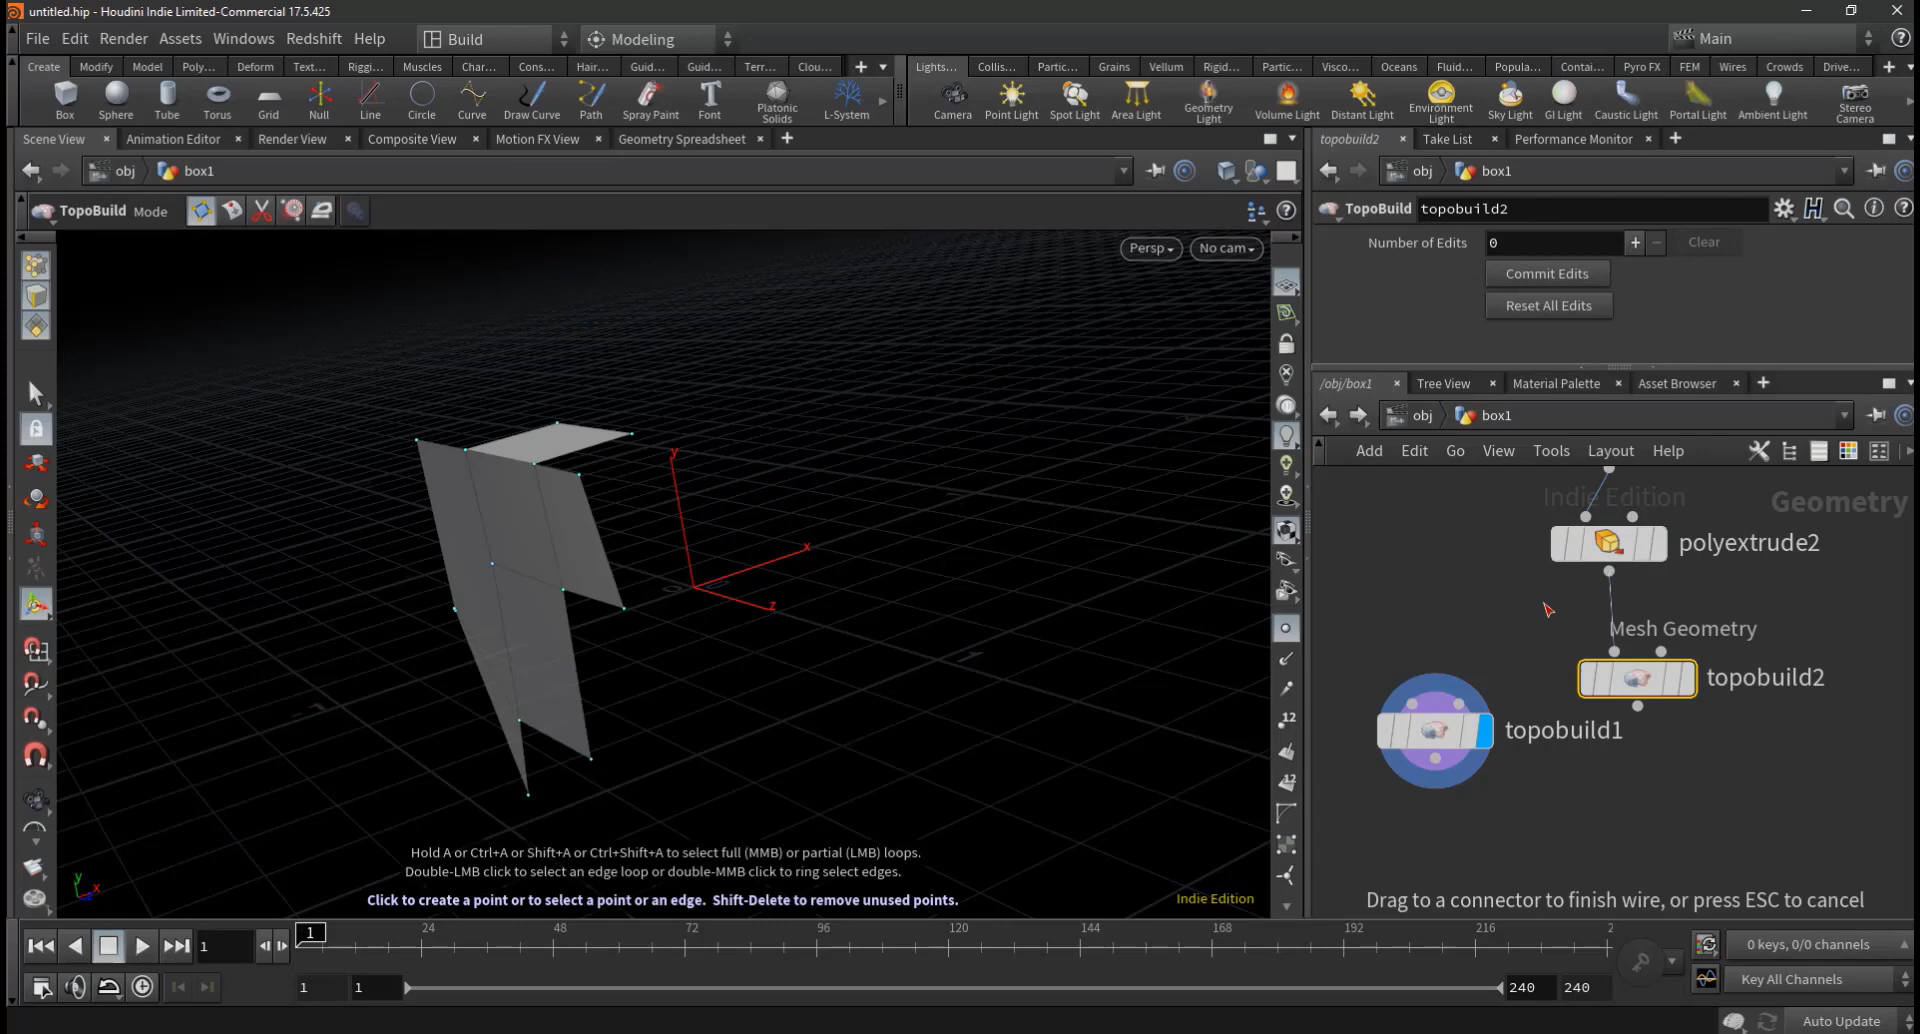 untitled.hip - Houdini Indie Limited-Commercial 17.5.425
File Edit Render Assets Windows Redshift Help
Build
Modeling
Main
Create Modify Model Poly... Deform Text... Riggi... Muscles Char... Cons... Hair... Guid... Guid... Terr... Clou...
Lights... Collis... Partic... Grains Vellum Rigid... Partic... Visco... Oceans Fluid... Popula... Contai... Pyro FX FEM Wires Crowds Drive...
Box Sphere Tube Torus Grid Null Line Circle Curve Draw Curve Path Spray Paint Font Platonic Solids L-System
Camera Point Light Spot Light Area Light Geometry Light Volume Light Distant Light Environment Light Sky Light GI Light Caustic Light Portal Light Ambient Light Stereo Camera
Scene View Animation Editor Render View Composite View Motion FX View Geometry Spreadsheet
topobuild2 Take List Performance Monitor
obj box1
obj box1
TopoBuild Mode
TopoBuild topobuild2
Number of Edits 0 Clear
Commit Edits
Reset All Edits
Persp
No cam
/obj/box1 Tree View Material Palette Asset Browser
obj box1
Add Edit Go View Tools Layout Help
Indie Edition
Geometry
polyextrude2
Mesh Geometry
topobuild2
topobuild1
Drag to a connector to finish wire, or press ESC to cancel
y
x
z
12
12
y
x
Hold A or Ctrl+A or Shift+A or Ctrl+Shift+A to select full (MMB) or partial (LMB) loops.
Double-LMB click to select an edge loop or double-MMB click to ring select edges.
Click to create a point or to select a point or an edge. Shift-Delete to remove unused points.
Indie Edition
1
1
24 48 72 96 120 144 168 192 216 2
0 keys, 0/0 channels
1
1
240
240
Key All Channels
Auto Update